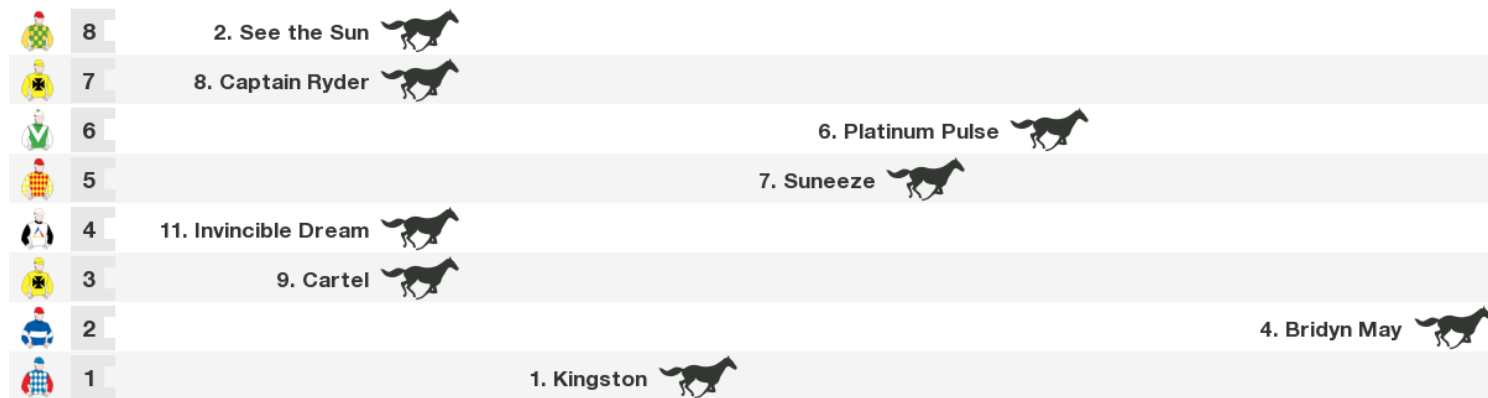 8 2. See the Sun
7 8. Captain Ryder
6 6. Platinum Pulse
5 7. Suneeze
4 11. Invincible Dream
3 9. Cartel
2 4. Bridyn May
1 1. Kingston